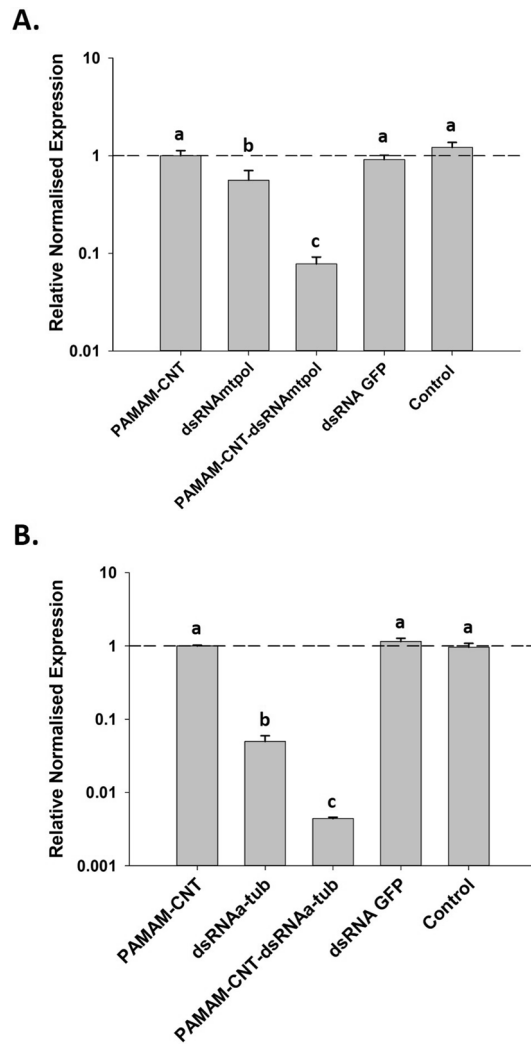 A.
Relative Normalised Expression
10
1
0.1
0.01
a
b
c
a
a
PAMAM-CNT
dsRNAmtpol
PAMAM-CNT-dsRNAmtpol
dsRNA GFP
Control
B.
Relative Normalised Expression
10
1
0.1
0.01
0.001
a
b
c
a
a
PAMAM-CNT
dsRNAa-tub
PAMAM-CNT-dsRNAa-tub
dsRNA GFP
Control